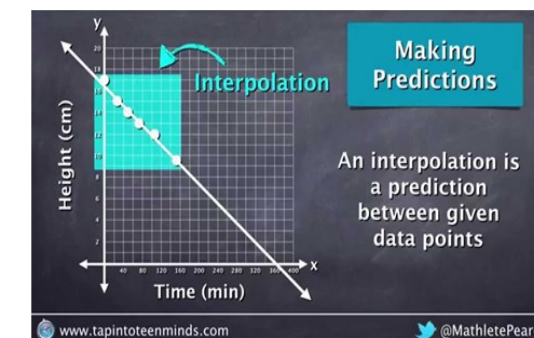 y
20
18
16
14
12
10
8
6
4
2
Height (cm)
Interpolation
40 80 120 160 200 240 280 320 360 400
x
Time (min)
Making
Predictions
An interpolation is
a prediction
between given
data points
www.tapintoteenminds.com
@MathletePear